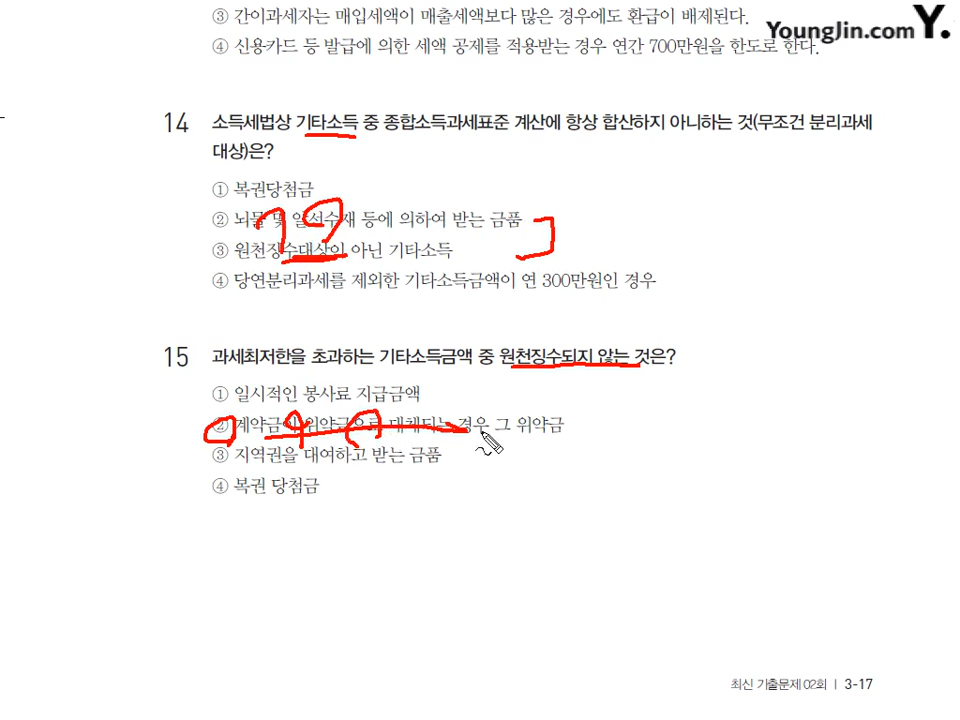 ③ 간이과세자는 매입세액이 매출세액보다 많은 경우에도 환급이 배제된다.
YoungJin.com Y.
④ 신용카드 등 발급에 의한 세액 공제를 적용받는 경우 연간 700만원을 한도로 한다.
14 소득세법상 기타소득 중 종합소득과세표준 계산에 항상 합산하지 아니하는 것(무조건 분리과세
대상)은?
① 복권당첨금
② 뇌물 및 알선수재 등에 의하여 받는 금품
③ 원천징수대상이 아닌 기타소득
④ 당연분리과세를 제외한 기타소득금액이 연 300만원인 경우
15 과세최저한을 초과하는 기타소득금액 중 원천징수되지 않는 것은?
① 일시적인 봉사료 지급금액
② 계약금이 위약금으로 대체되는 경우 그 위약금
③ 지역권을 대여하고 받는 금품
④ 복권 당첨금
최신 기출문제 02회 | 3-17